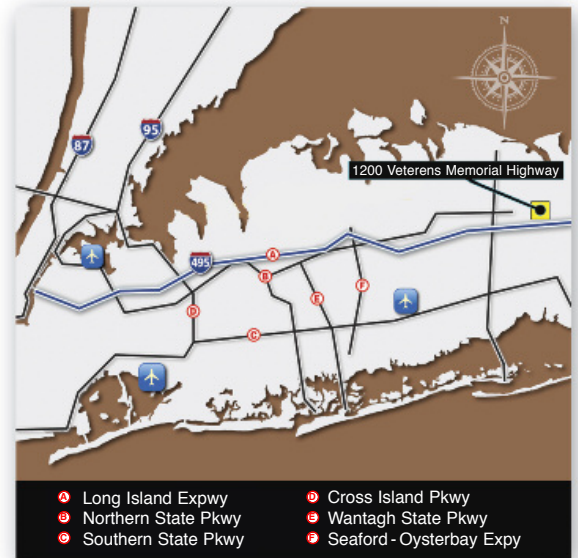 87
95
1200 Veterens Memorial Highway
495
A
B
E
F
D
C
A Long Island Expwy
B Northern State Pkwy
C Southern State Pkwy
D Cross Island Pkwy
E Wantagh State Pkwy
F Seaford - Oysterbay Expy